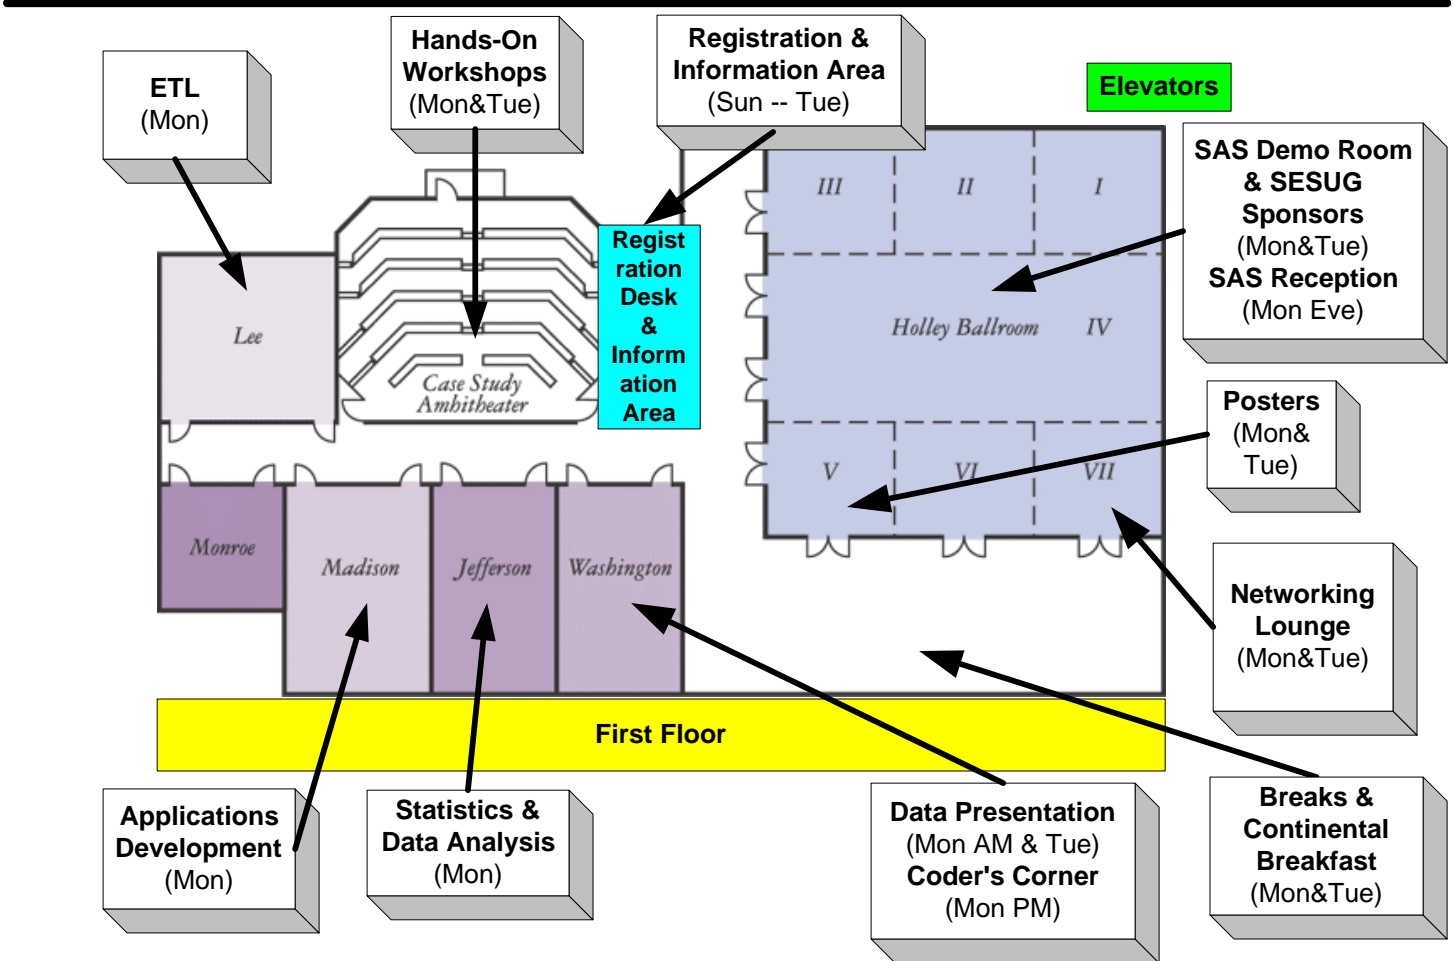 Hands-On
Workshops
(Mon&Tue)
Registration &
Information Area
(Sun -- Tue)
ETL
(Mon)
Elevators
SAS Demo Room
& SESUG
Sponsors
(Mon&Tue)
SAS Reception
(Mon Eve)
III
II
I
Regist
ration
Desk
&
Inform
ation
Area
Lee
Case Study
Amhitheater
Holley Ballroom
IV
Posters
(Mon&
Tue)
V
VI
VII
Monroe
Madison
Jefferson
Washington
Networking
Lounge
(Mon&Tue)
First Floor
Applications
Development
(Mon)
Statistics &
Data Analysis
(Mon)
Data Presentation
(Mon AM & Tue)
Coder's Corner
(Mon PM)
Breaks &
Continental
Breakfast
(Mon&Tue)